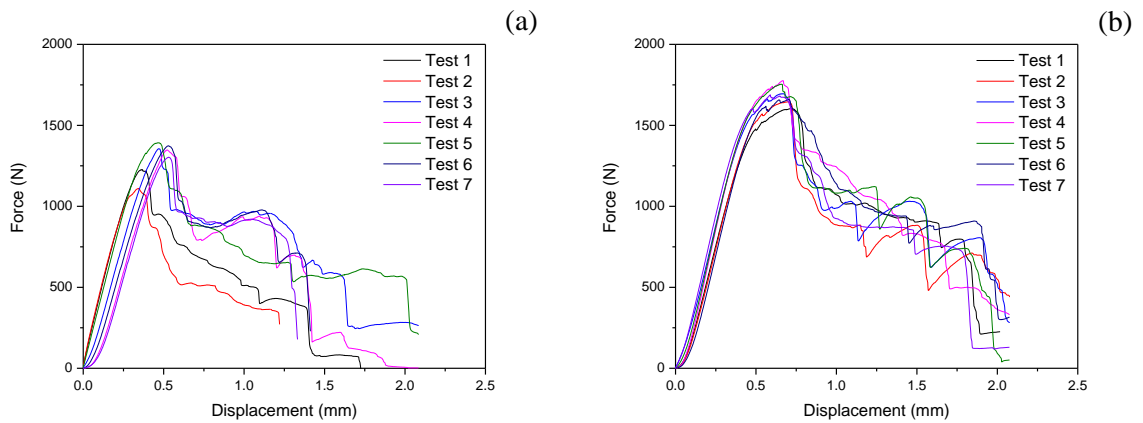 (a)
2000
1500
1000
500
0
0.0 0.5 1.0 1.5 2.0 2.5
Force (N)
Displacement (mm)
Test 1
Test 2
Test 3
Test 4
Test 5
Test 6
Test 7
(b)
2000
1500
1000
500
0
0.0 0.5 1.0 1.5 2.0 2.5
Force (N)
Displacement (mm)
Test 1
Test 2
Test 3
Test 4
Test 5
Test 6
Test 7